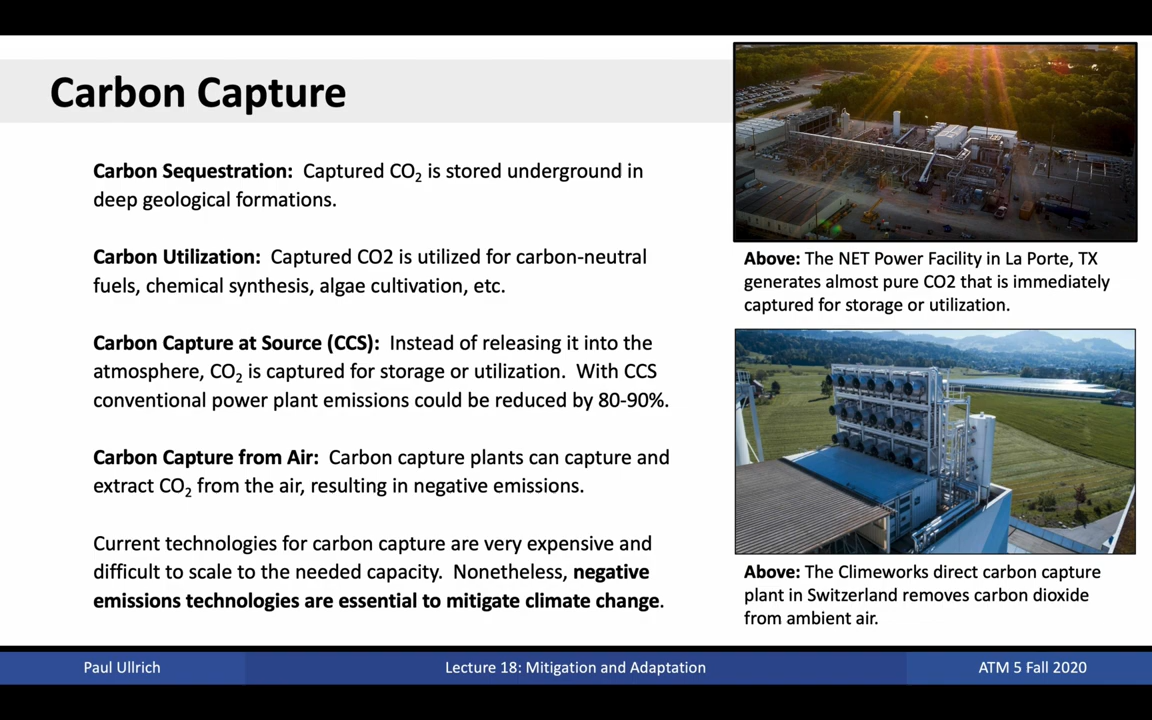 Carbon Capture
Carbon Sequestration: Captured CO₂ is stored underground in
deep geological formations.
Carbon Utilization: Captured CO2 is utilized for carbon-neutral
fuels, chemical synthesis, algae cultivation, etc.
Carbon Capture at Source (CCS): Instead of releasing it into the
atmosphere, CO₂ is captured for storage or utilization. With CCS
conventional power plant emissions could be reduced by 80-90%.
Carbon Capture from Air: Carbon capture plants can capture and
extract CO₂ from the air, resulting in negative emissions.
Current technologies for carbon capture are very expensive and
difficult to scale to the needed capacity. Nonetheless, negative
emissions technologies are essential to mitigate climate change.
Above: The NET Power Facility in La Porte, TX
generates almost pure CO2 that is immediately
captured for storage or utilization.
Above: The Climeworks direct carbon capture
plant in Switzerland removes carbon dioxide
from ambient air.
Paul Ullrich
Lecture 18: Mitigation and Adaptation
ATM 5 Fall 2020